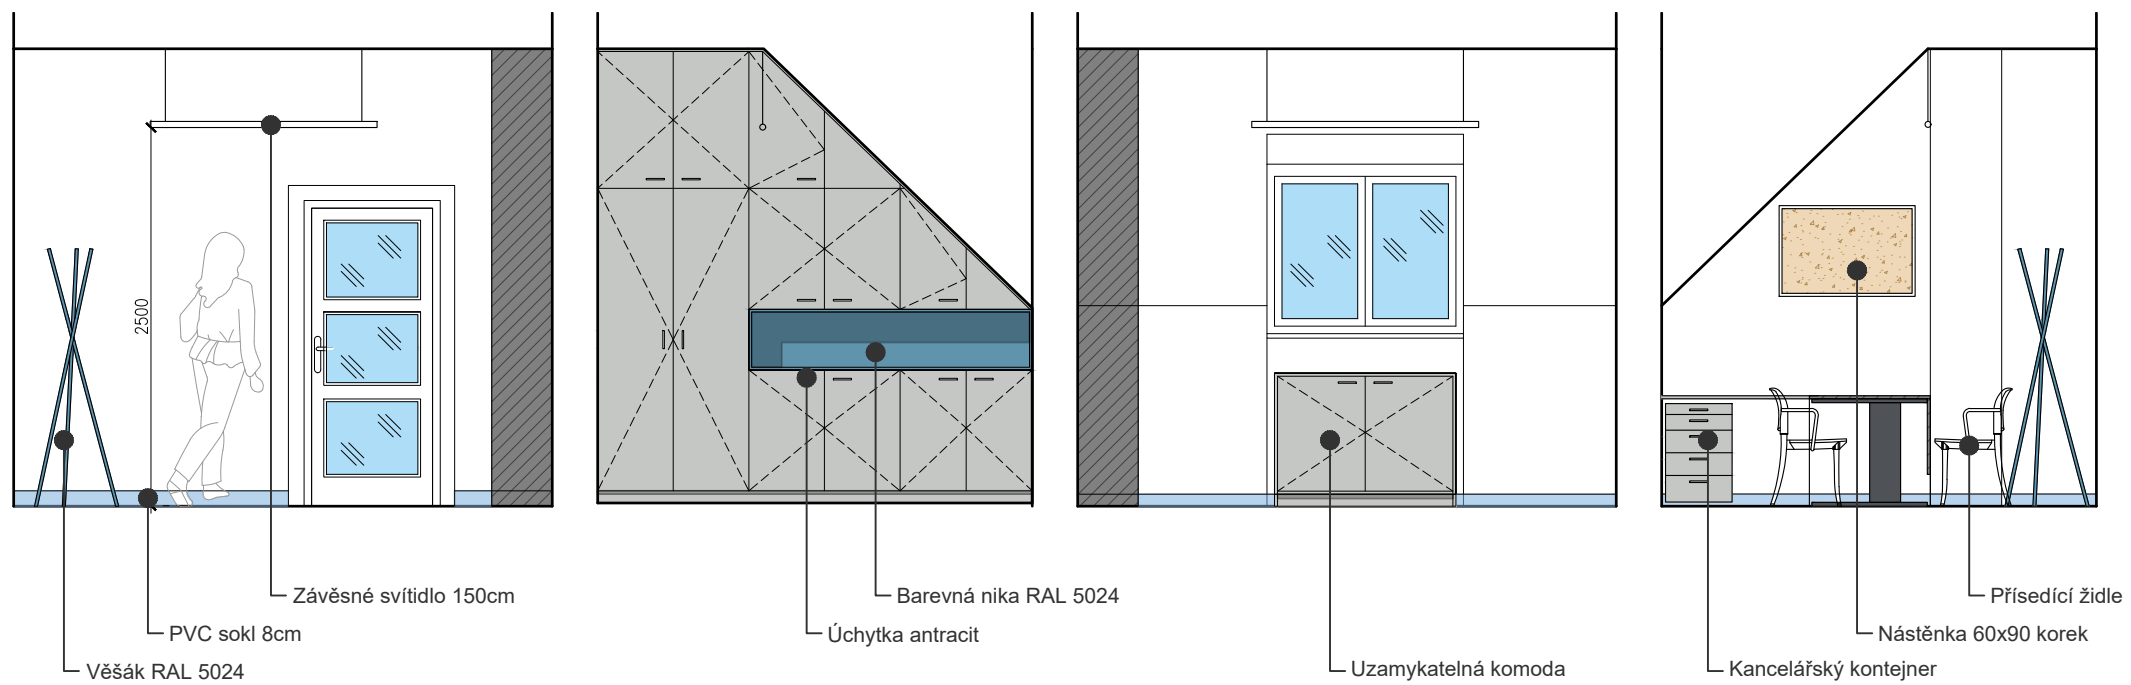 2500
Závěsné svítidlo 150cm
PVC sokl 8cm
Věšák RAL 5024
Barevná nika RAL 5024
Úchytka antracit
Uzamykatelná komoda
Přísedící židle
Nástěnka 60x90 korek
Kancelářský kontejner